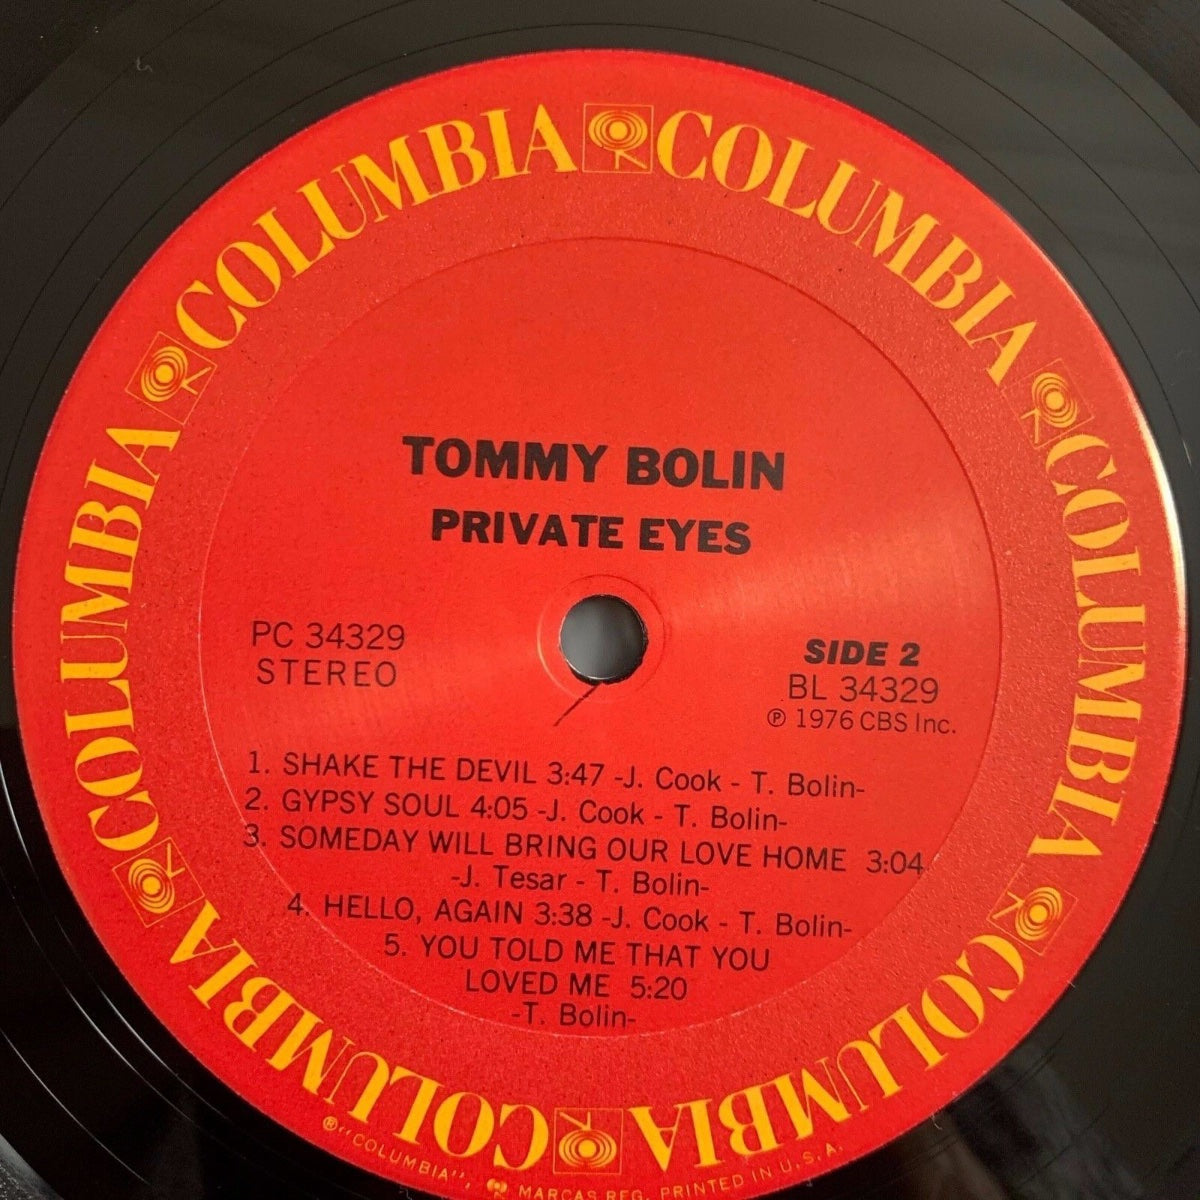 COLUMBIA COLUMBIA COLUMBIA COLUMBIA COLUMBIA COLUMBIA
TOMMY BOLIN
PRIVATE EYES
PC 34329
STEREO
SIDE 2
BL 34329
℗ 1976 CBS Inc.
1. SHAKE THE DEVIL 3:47 -J. Cook - T. Bolin-
2. GYPSY SOUL 4:05 -J. Cook - T. Bolin-
3. SOMEDAY WILL BRING OUR LOVE HOME 3:04
-J. Tesar - T. Bolin-
4. HELLO, AGAIN 3:38 -J. Cook - T. Bolin-
5. YOU TOLD ME THAT YOU
LOVED ME 5:20
-T. Bolin-
® "COLUMBIA", MARCAS REG. PRINTED IN U.S.A.